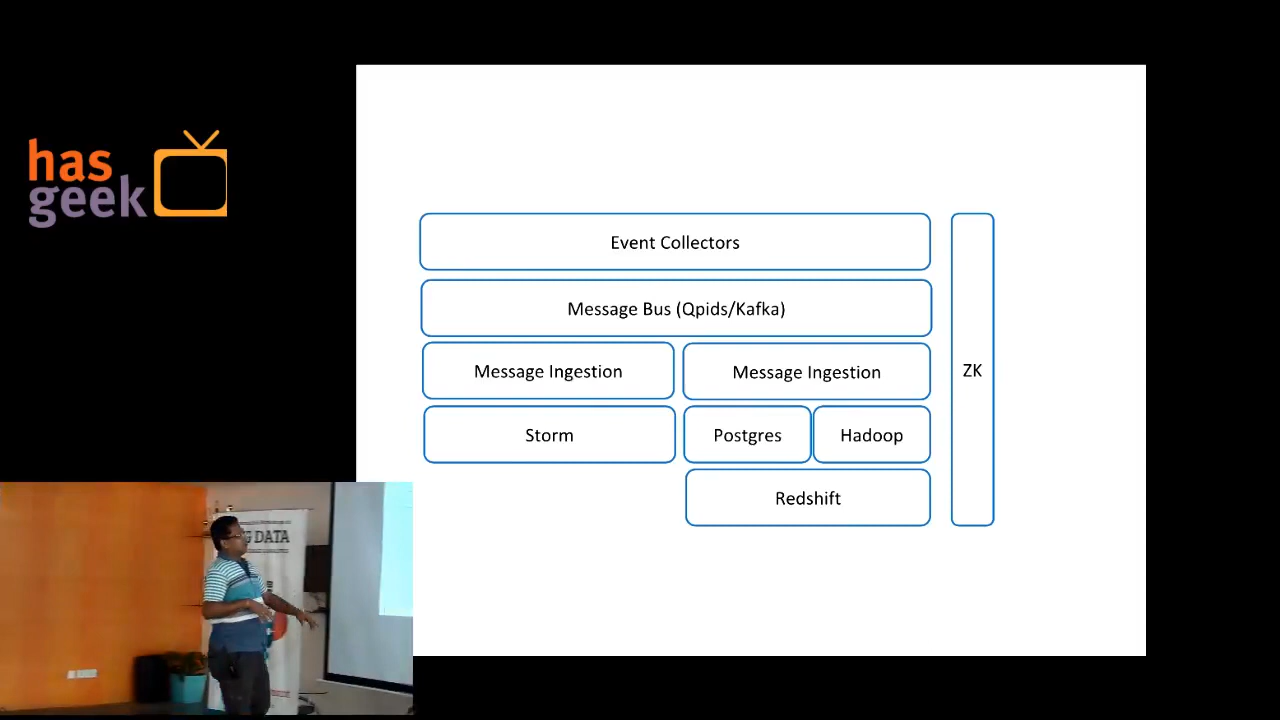 has
geek
Event Collectors
Message Bus (Qpids/Kafka)
Message Ingestion
Message Ingestion
ZK
Storm
Postgres
Hadoop
Redshift
DATA